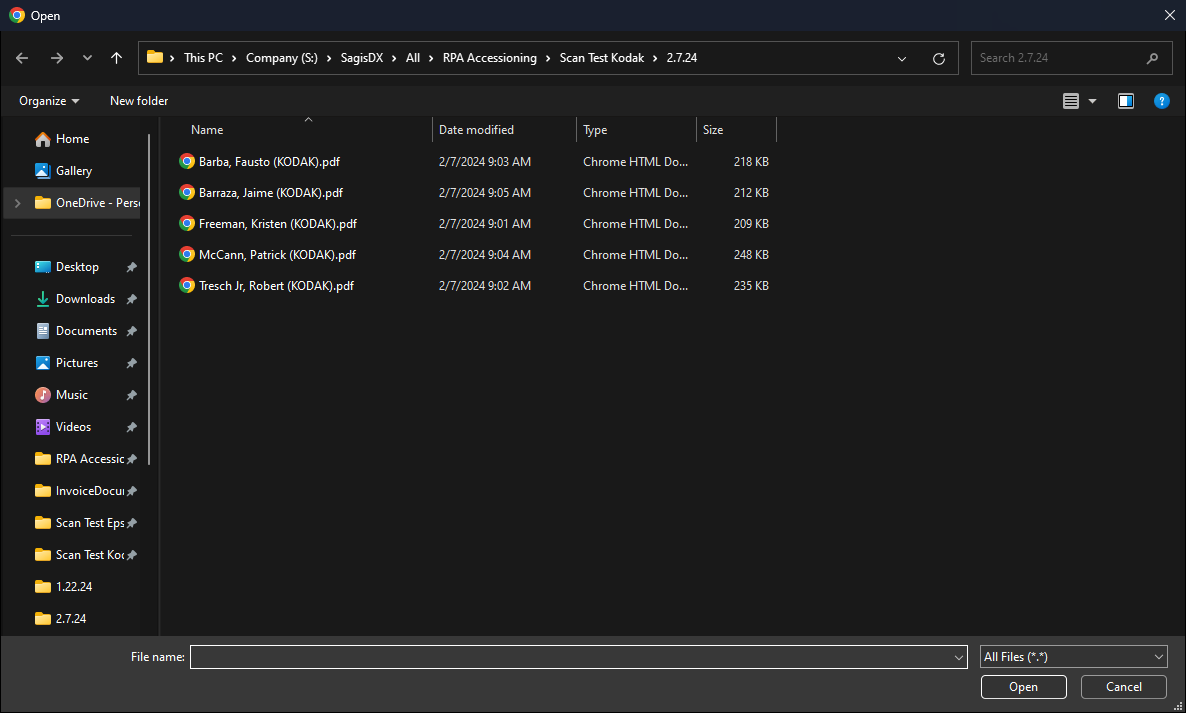 Open
This PC > Company (S:) > SagisDX > All > RPA Accessioning > Scan Test Kodak > 2.7.24
Search 2.7.24
Organize
New folder
Name Date modified Type Size
Barba, Fausto (KODAK).pdf 2/7/2024 9:03 AM Chrome HTML Do... 218 KB
Barraza, Jaime (KODAK).pdf 2/7/2024 9:05 AM Chrome HTML Do... 212 KB
Freeman, Kristen (KODAK).pdf 2/7/2024 9:01 AM Chrome HTML Do... 209 KB
McCann, Patrick (KODAK).pdf 2/7/2024 9:04 AM Chrome HTML Do... 248 KB
Tresch Jr, Robert (KODAK).pdf 2/7/2024 9:02 AM Chrome HTML Do... 235 KB
Home
Gallery
OneDrive - Pers
Desktop
Downloads
Documents
Pictures
Music
Videos
RPA Accessic
InvoiceDocu
Scan Test Eps
Scan Test Ko
1.22.24
2.7.24
File name:
All Files (*.*)
Open
Cancel